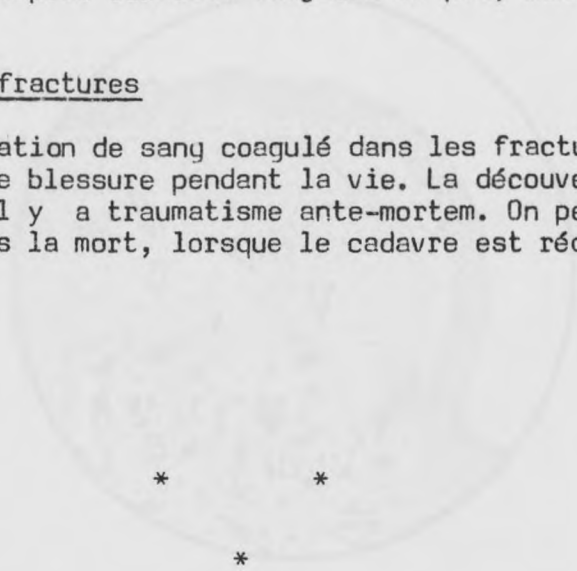 fractures
ation de sang coagulé dans les fractu
e blessure pendant la vie. La découve
l y a traumatisme ante-mortem. On pe
s la mort, lorsque le cadavre est réc
* *
*